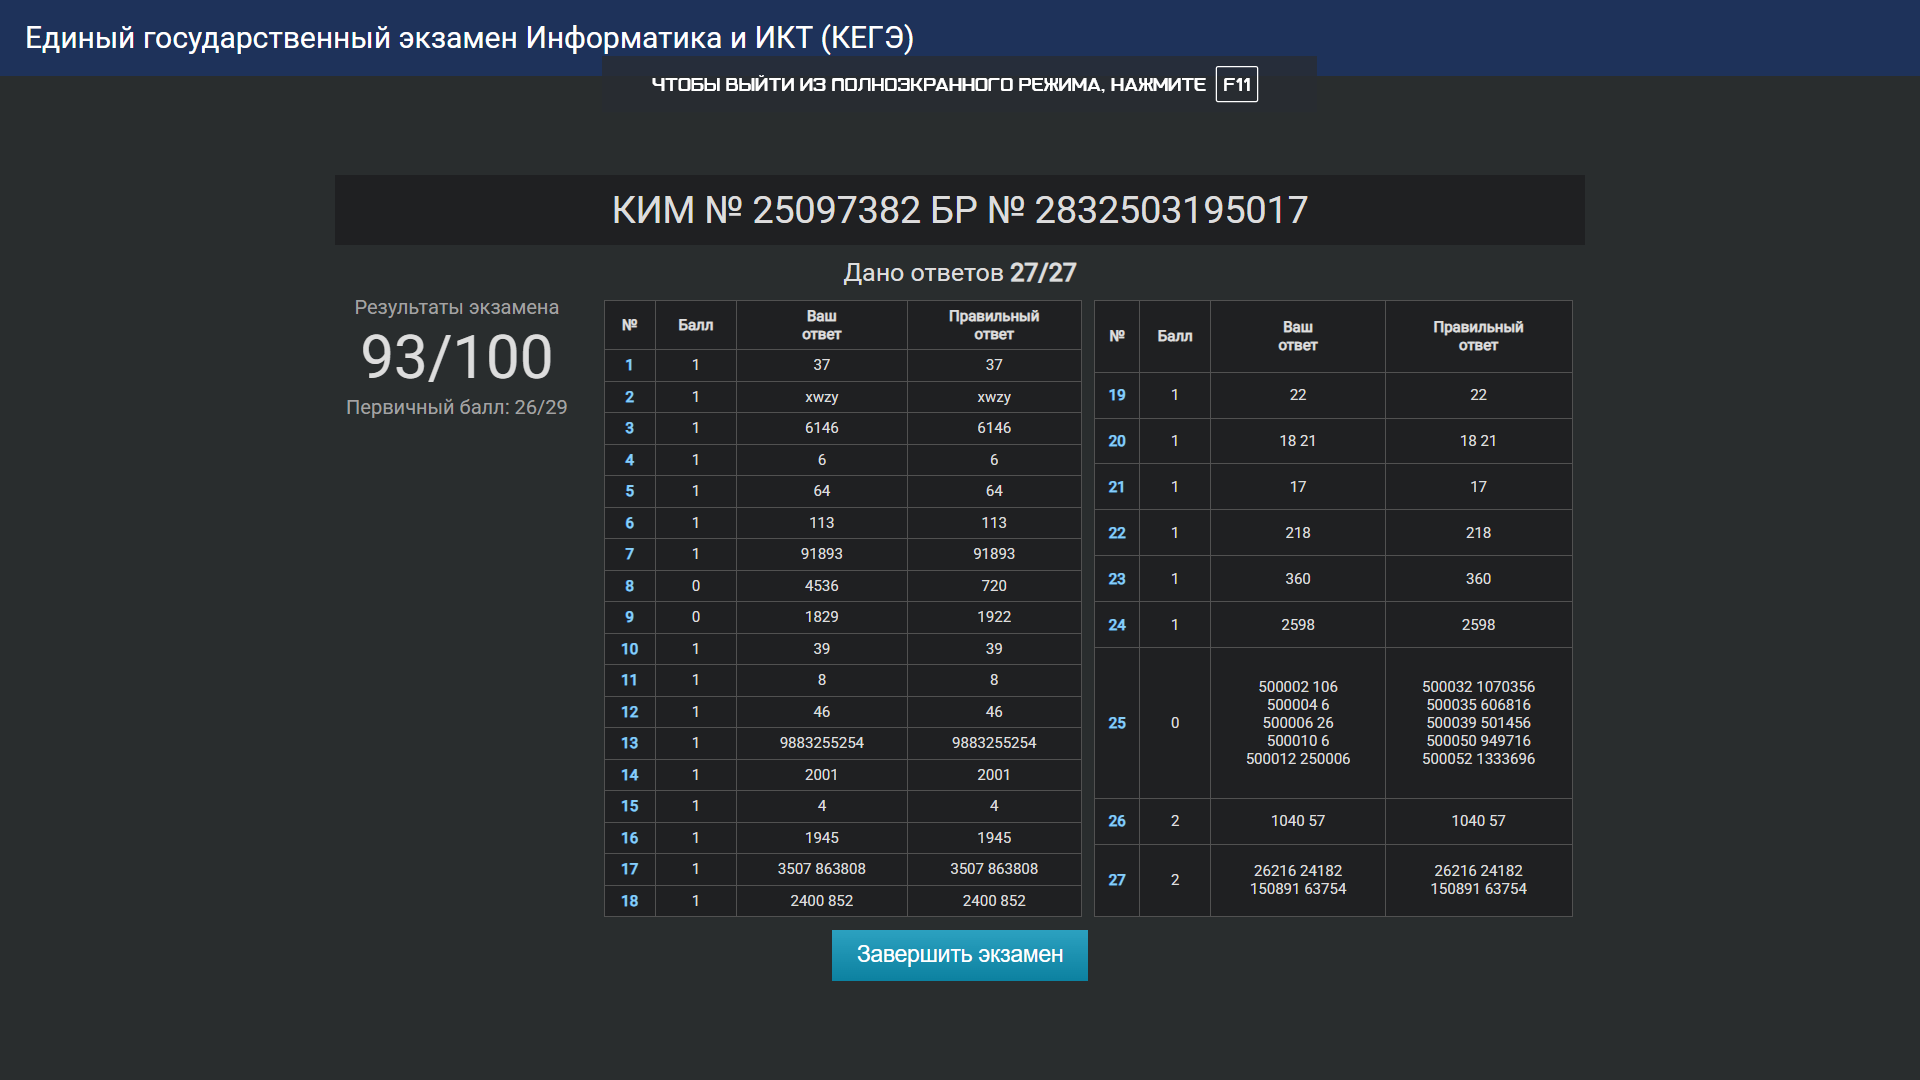 Единый государственный экзамен Информатика и ИКТ (КЕГЭ)
ЧТОБЫ ВЫЙТИ ИЗ ПОЛНОЭКРАННОГО РЕЖИМА, НАЖМИТЕ F11
КИМ № 25097382 БР № 2832503195017
Дано ответов 27/27
Результаты экзамена
93/100
Первичный балл: 26/29
№ Балл Ваш ответ Правильный ответ
1 1 37 37
2 1 xwzy xwzy
3 1 6146 6146
4 1 6 6
5 1 64 64
6 1 113 113
7 1 91893 91893
8 0 4536 720
9 0 1829 1922
10 1 39 39
11 1 8 8
12 1 46 46
13 1 9883255254 9883255254
14 1 2001 2001
15 1 4 4
16 1 1945 1945
17 1 3507 863808 3507 863808
18 1 2400 852 2400 852
№ Балл Ваш ответ Правильный ответ
19 1 22 22
20 1 18 21 18 21
21 1 17 17
22 1 218 218
23 1 360 360
24 1 2598 2598
500002 106 500032 1070356
500004 6 500035 606816
25 0 500006 26 500039 501456
500010 6 500050 949716
500012 250006 500052 1333696
26 2 1040 57 1040 57
27 2 26216 24182 26216 24182
150891 63754 150891 63754
Завершить экзамен